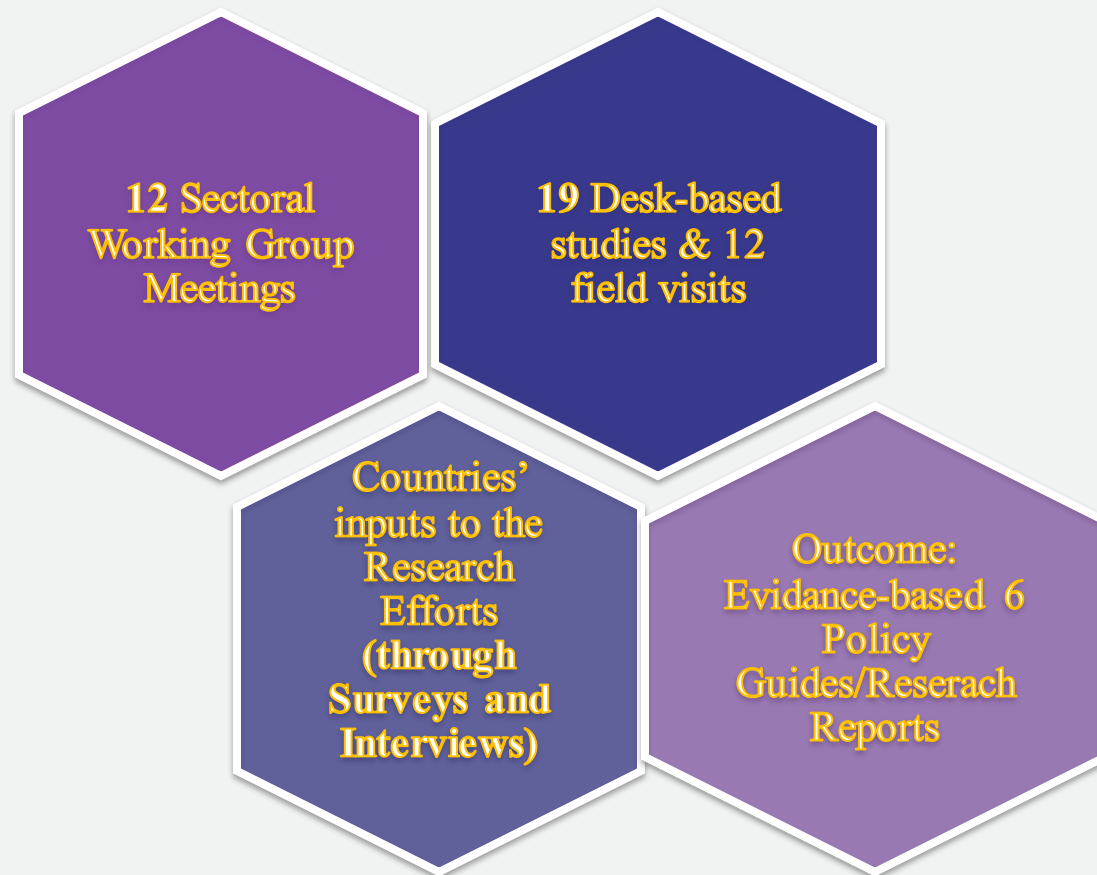 12 Sectoral
Working Group
Meetings
19 Desk-based
studies & 12
field visits
Countries’
inputs to the
Research
Efforts
(through
Surveys and
Interviews)
Outcome:
Evidance-based 6
Policy
Guides/Reserach
Reports